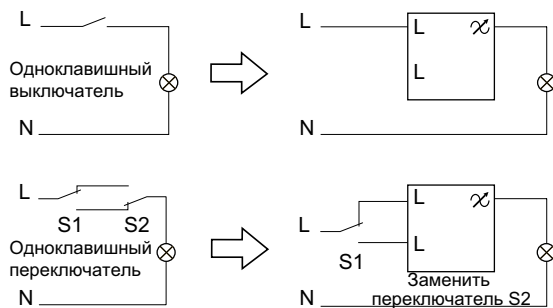 L
Одноклавишный
выключатель
N
L
L
L
N
L
S1 S2
Одноклавишный
переключатель
N
L
S1
L
L
Заменить
переключатель S2
N